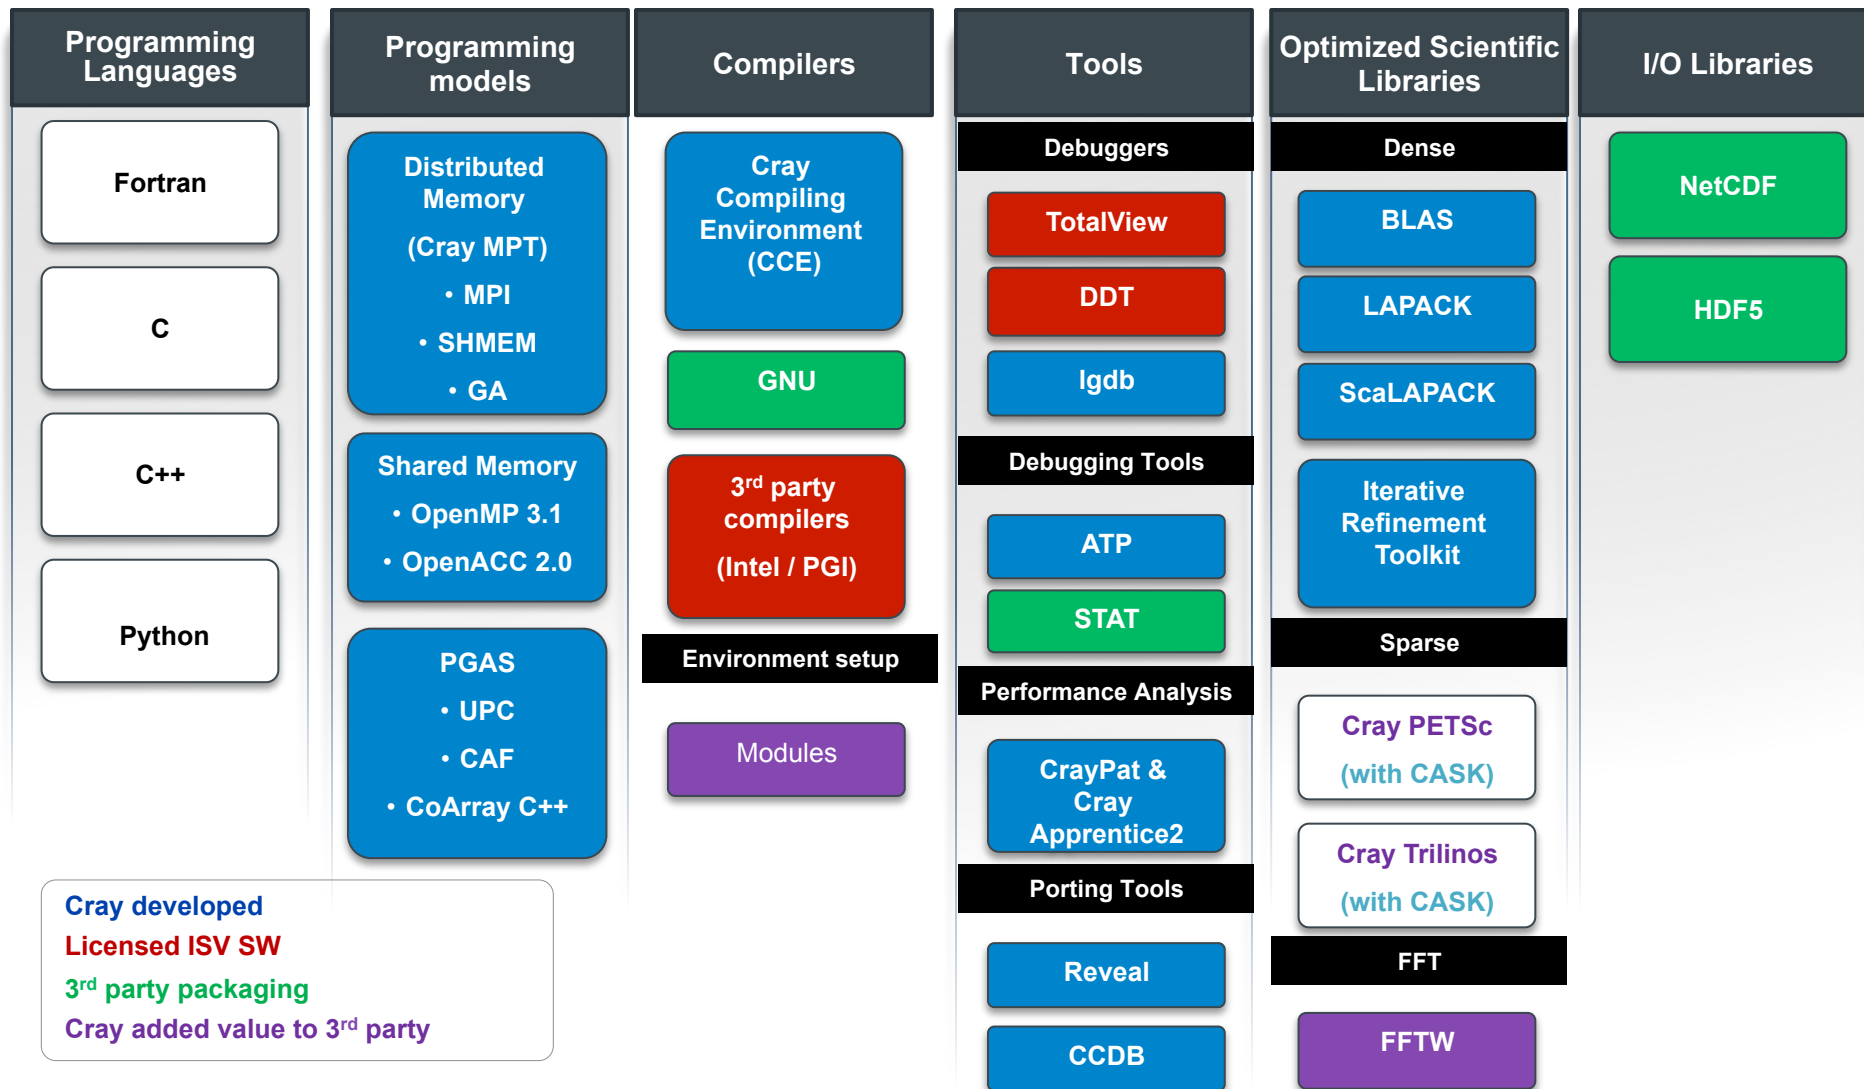 Programming
Languages
Fortran
C
C++
Python
Programming
models
Distributed
Memory
(Cray MPT)
• MPI
• SHMEM
• GA
Shared Memory
• OpenMP 3.1
• OpenACC 2.0
PGAS
• UPC
• CAF
• CoArray C++
Compilers
Cray
Compiling
Environment
(CCE)
GNU
3rd party
compilers
(Intel / PGI)
Environment setup
Modules
Tools
Debuggers
TotalView
DDT
lgdb
Debugging Tools
ATP
STAT
Performance Analysis
CrayPat &
Cray
Apprentice2
Porting Tools
Reveal
CCDB
Optimized Scientific
Libraries
Dense
BLAS
LAPACK
ScaLAPACK
Iterative
Refinement
Toolkit
Sparse
Cray PETSc
(with CASK)
Cray Trilinos
(with CASK)
FFT
FFTW
I/O Libraries
NetCDF
HDF5
Cray developed
Licensed ISV SW
3rd party packaging
Cray added value to 3rd party